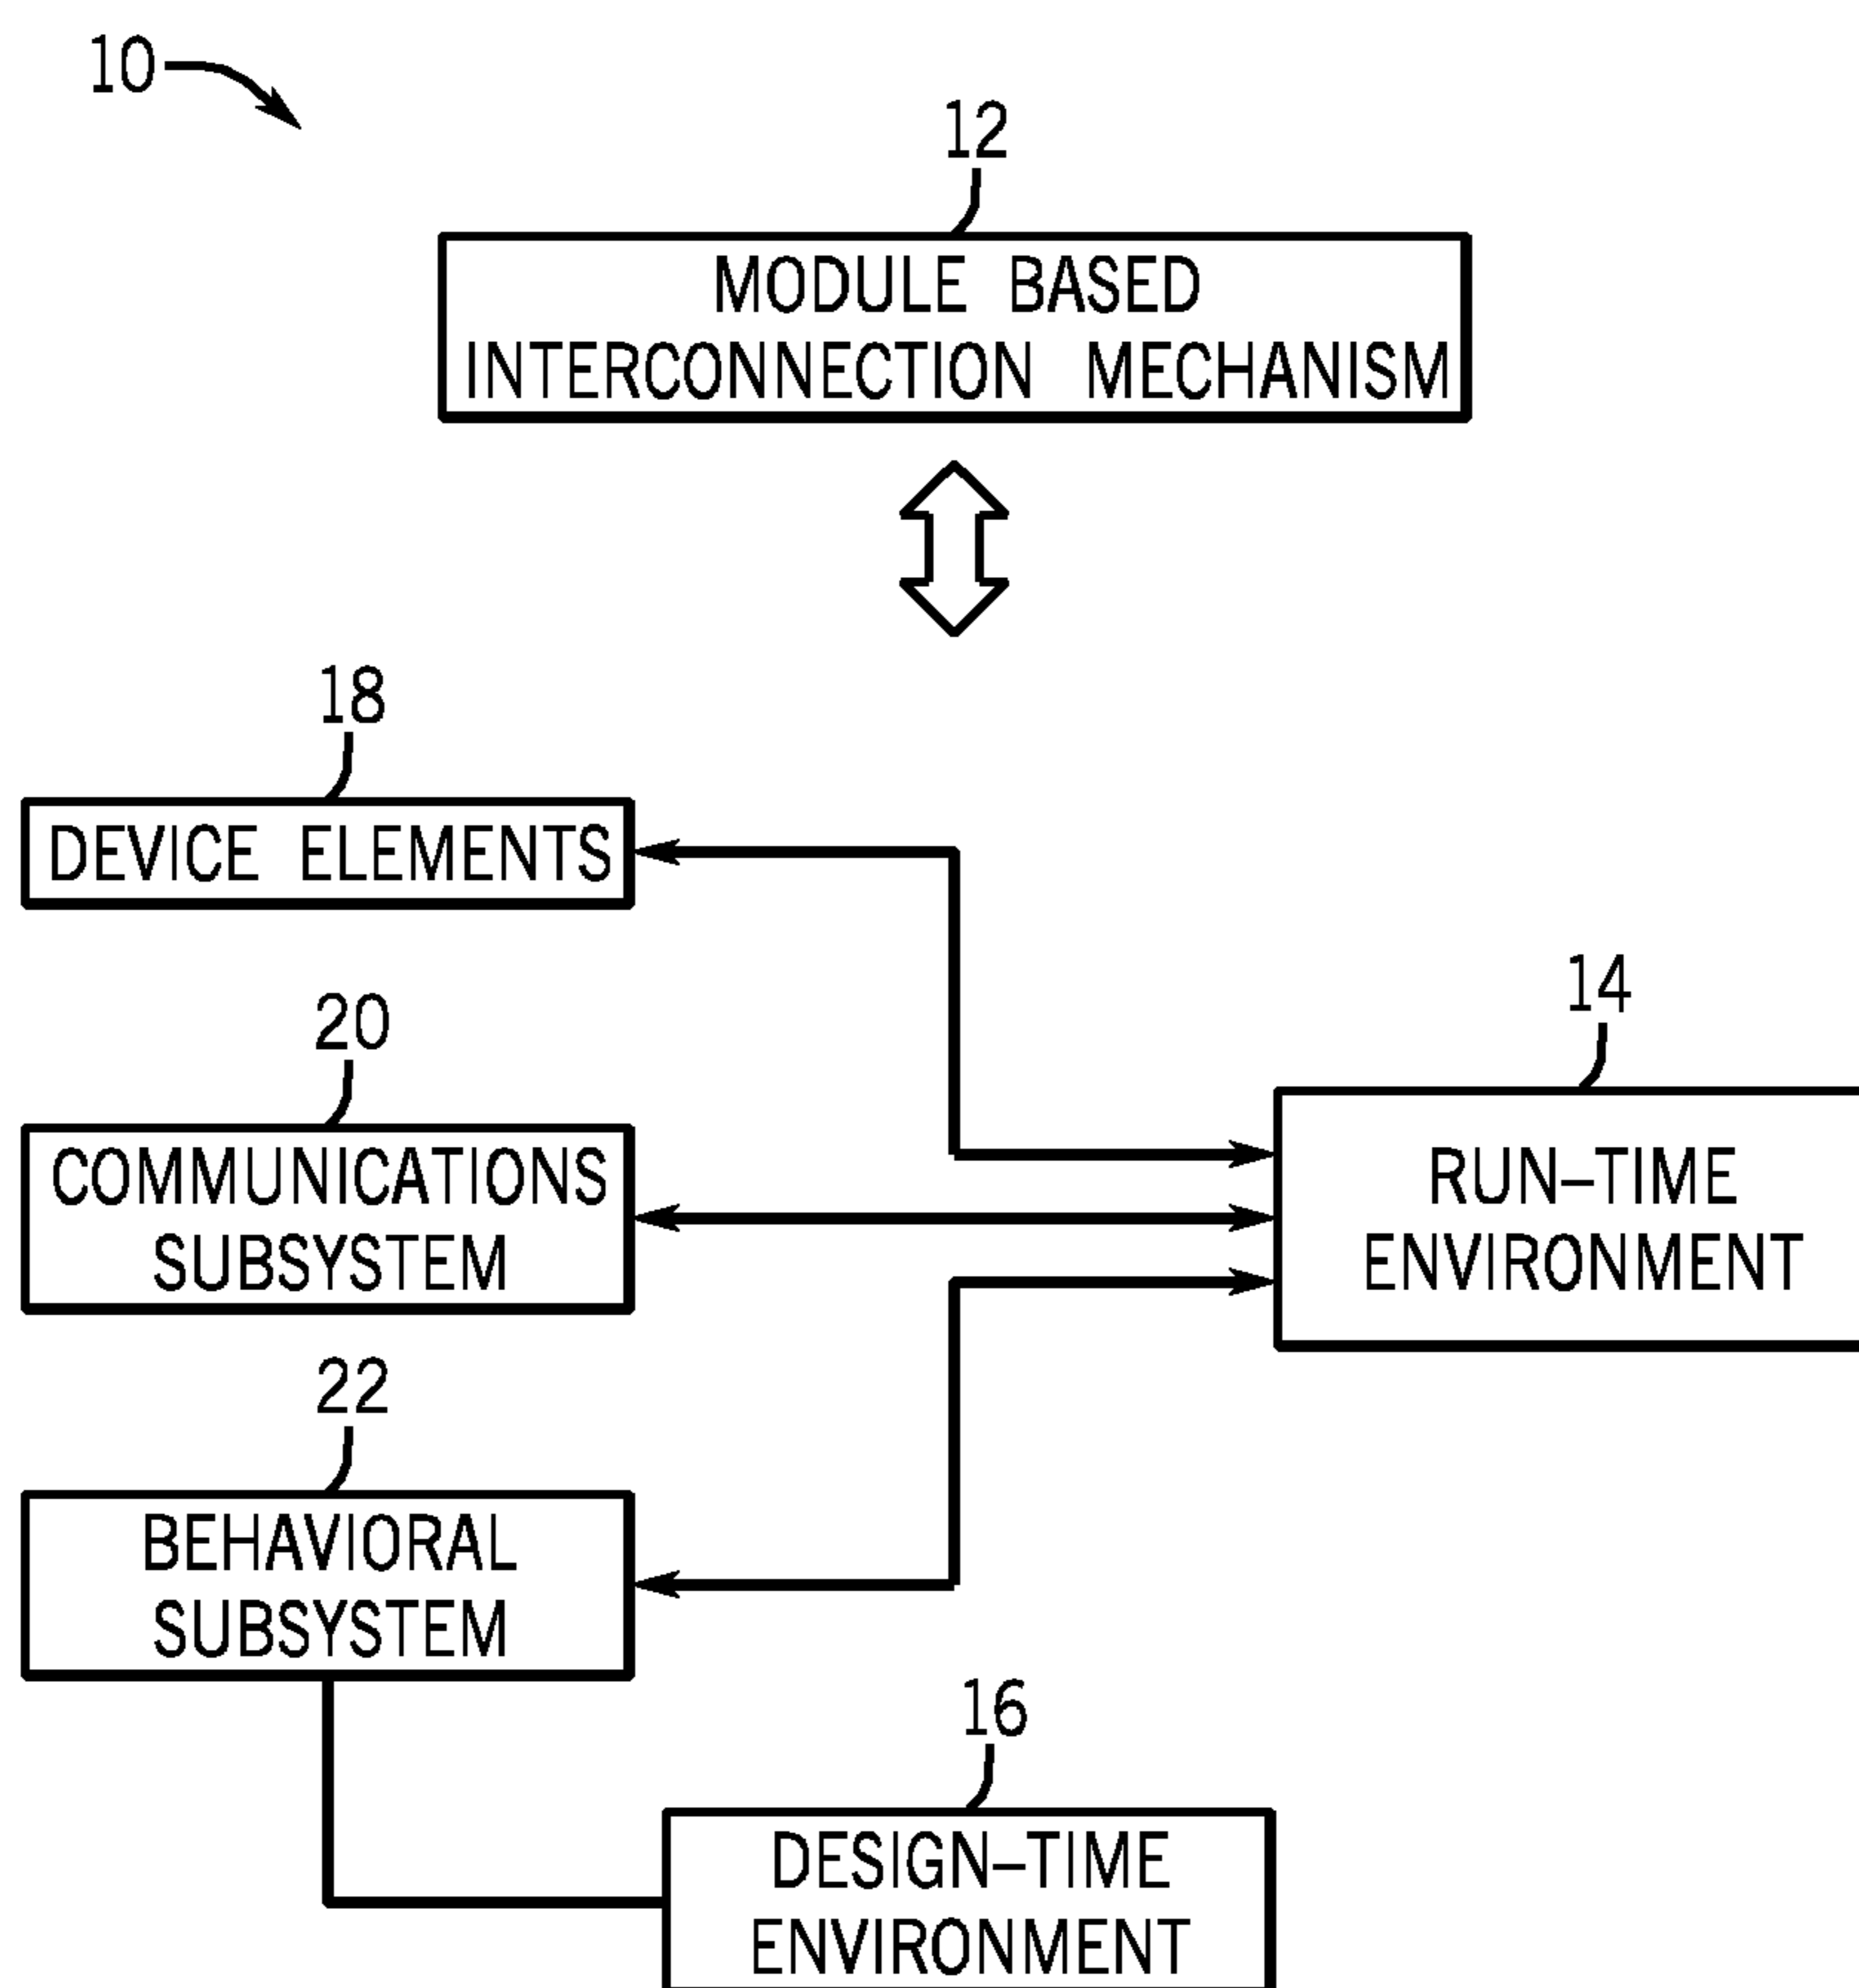 10
12
MODULE BASED
INTERCONNECTION MECHANISM
18
DEVICE ELEMENTS
20
COMMUNICATIONS
SUBSYSTEM
14
RUN-TIME
ENVIRONMENT
22
BEHAVIORAL
SUBSYSTEM
16
DESIGN-TIME
ENVIRONMENT